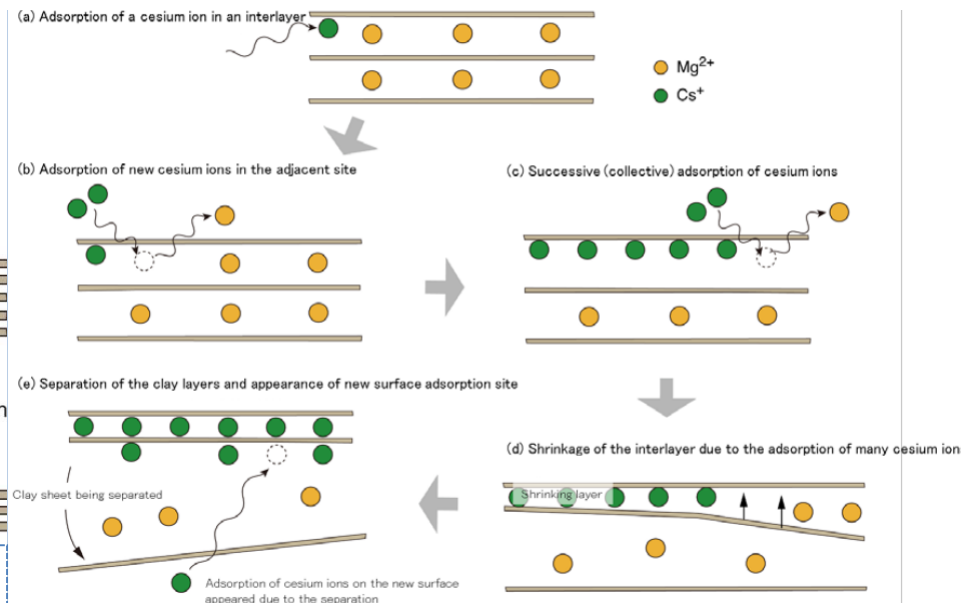 (a) Adsorption of a cesium ion in an interlayer
Mg2+
Cs+
(b) Adsorption of new cesium ions in the adjacent site
(c) Successive (collective) adsorption of cesium ions
(e) Separation of the clay layers and appearance of new surface adsorption site
n
(d) Shrinkage of the interlayer due to the adsorption of many cesium ion
Shrinking layer
Clay sheet being separated
Adsorption of cesium ions on the new surface
appeared due to the separation